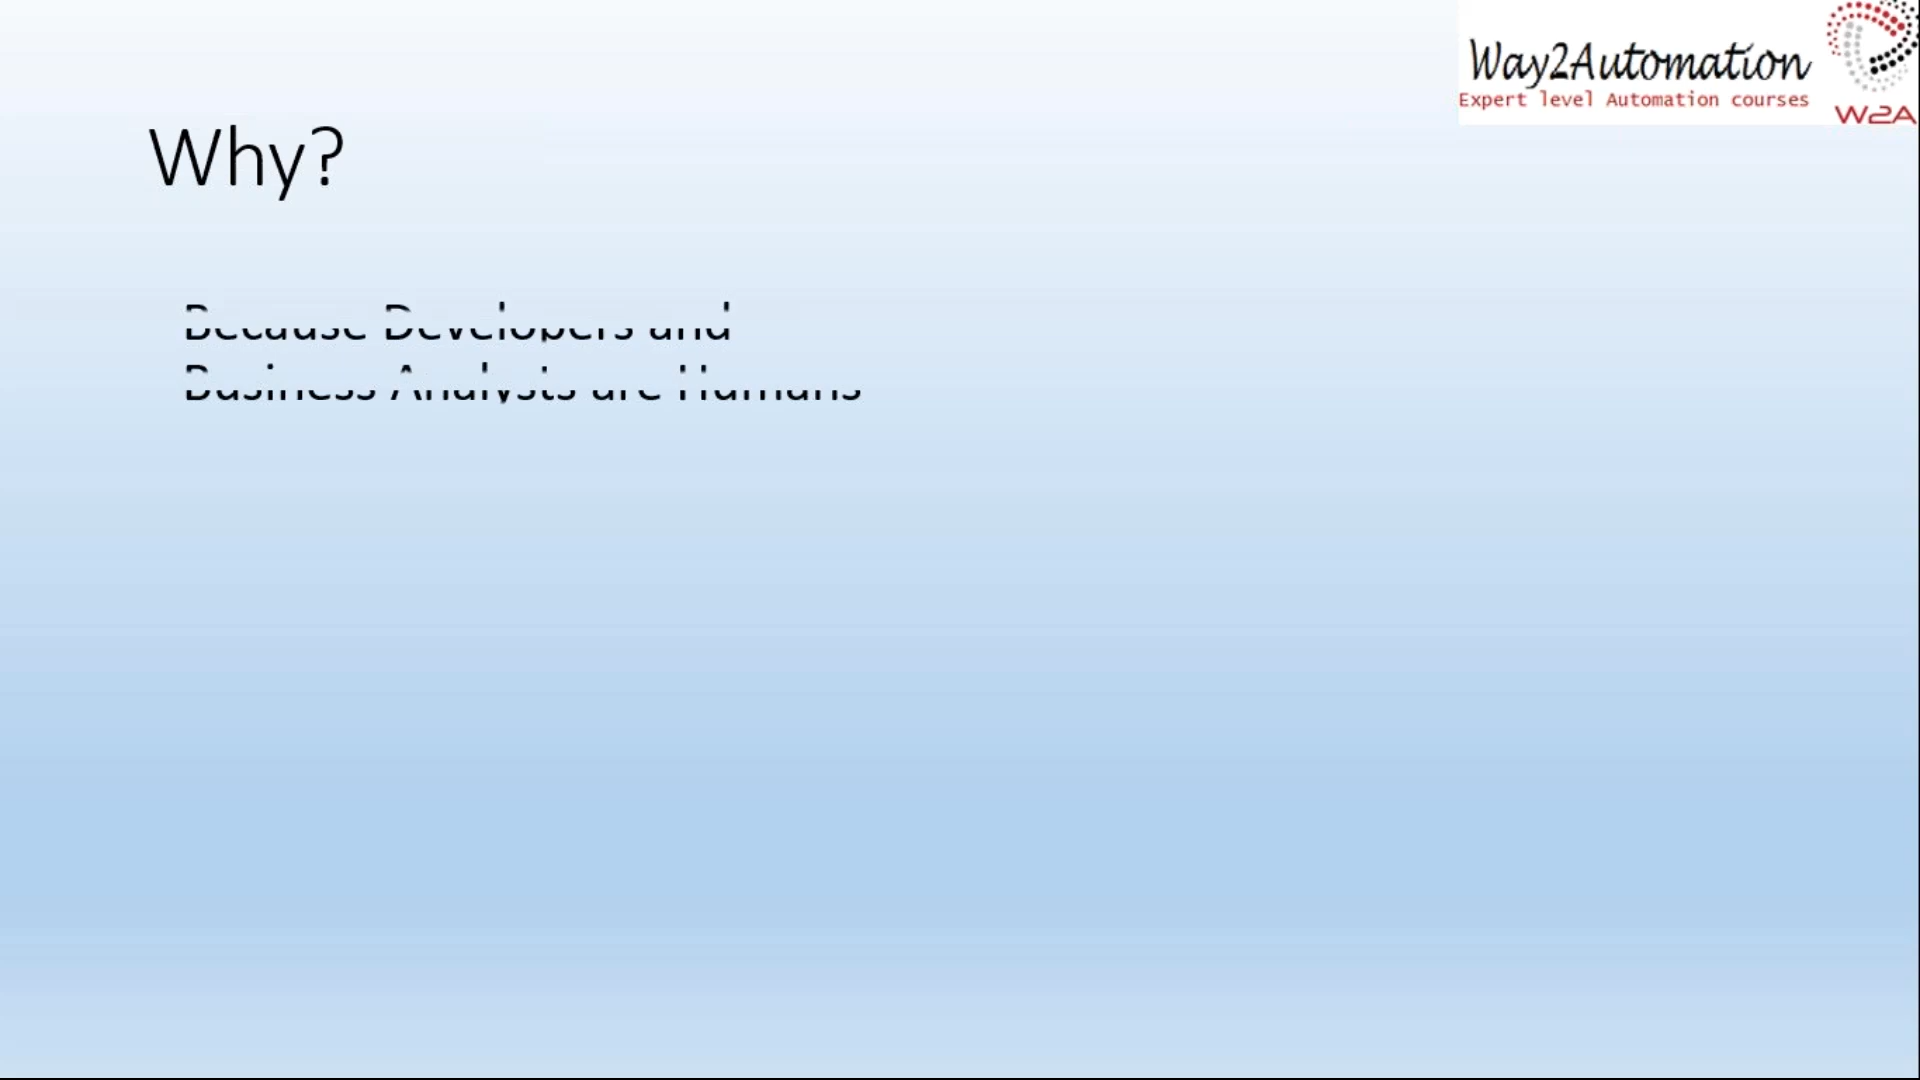 Way2Automation
Expert level Automation courses
W2A
Why?
Because Developers and
Business Analysts are Humans